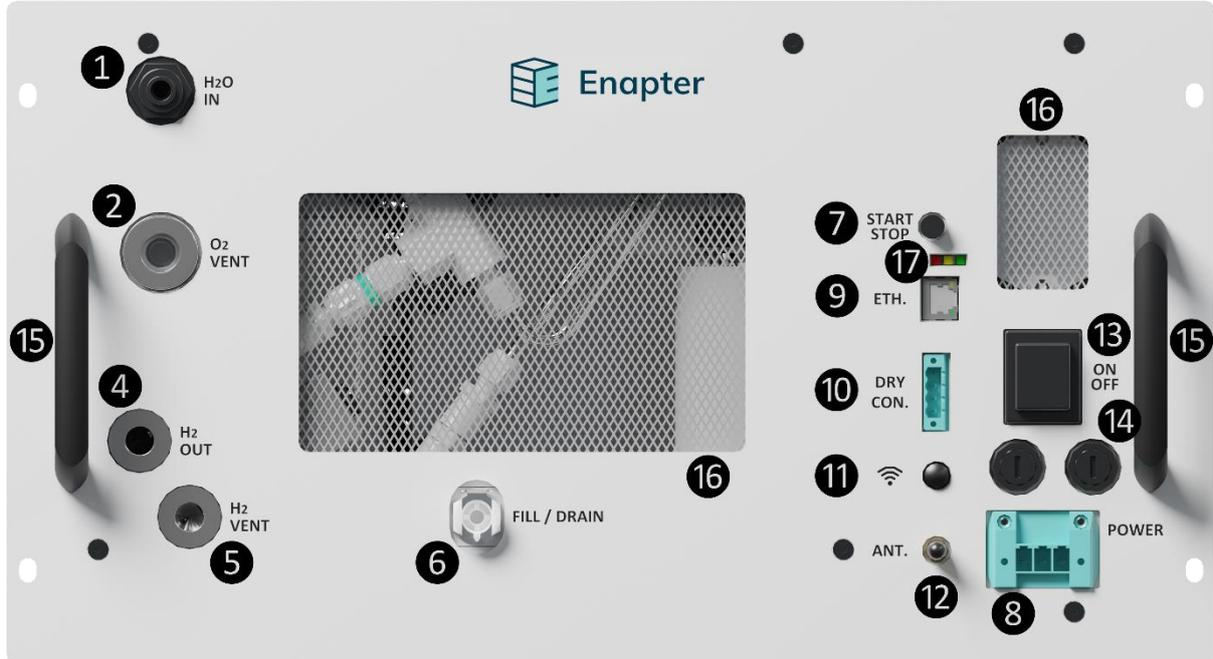 Enapter
1
H2O
IN
16
2
O2
VENT
7
START
STOP
17
9
ETH.
15
13
ON
OFF
15
4
H2
OUT
10
DRY
CON.
14
16
11
H2
VENT
5
FILL / DRAIN
6
POWER
ANT.
12
8